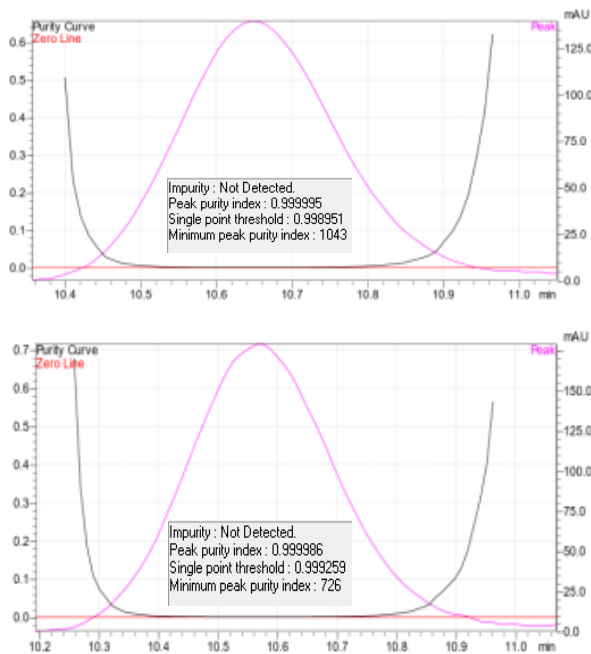 mAU
Purity Curve
Zero Line
Peak
0.6
0.5
0.4
0.3
0.2
0.1
0.0
125.0
100.0
75.0
50.0
25.0
0.0
Impurity : Not Detected.
Peak purity index : 0.999995
Single point threshold : 0.998951
Minimum peak purity index : 1043
10.4 10.5 10.6 10.7 10.8 10.9 11.0 min
mAU
Purity Curve
Zero Line
Peak
0.7
0.6
0.5
0.4
0.3
0.2
0.1
0.0
150.0
100.0
50.0
25.0
0.0
Impurity : Not Detected.
Peak purity index : 0.999986
Single point threshold : 0.999259
Minimum peak purity index : 726
10.2 10.3 10.4 10.5 10.6 10.7 10.8 10.9 11.0 min